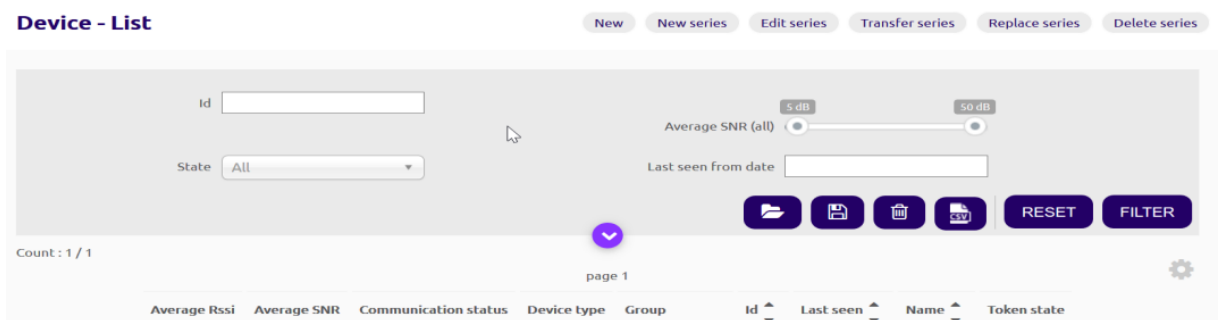 Device - List
New New series Edit series Transfer series Replace series Delete series
Id
5 dB 50 dB
Average SNR (all)
State All
Last seen from date
CSV RESET FILTER
Count : 1 / 1
page 1
Average Rssi Average SNR Communication status Device type Group Id Last seen Name Token state